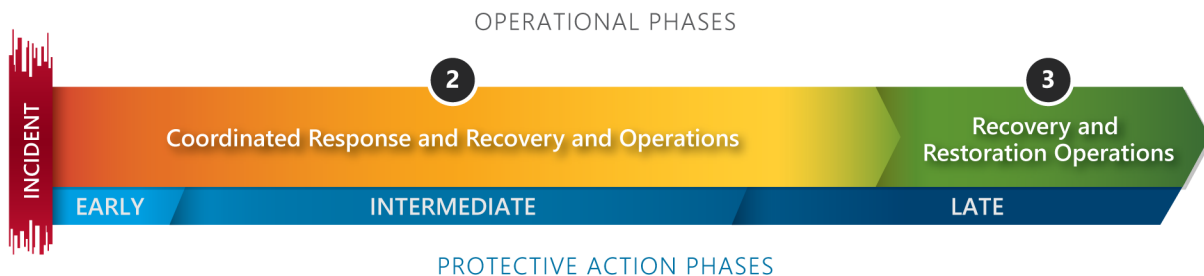 OPERATIONAL PHASES
INCIDENT
2
3
Coordinated Response and Recovery and Operations
Recovery and
Restoration Operations
EARLY
INTERMEDIATE
LATE
PROTECTIVE ACTION PHASES